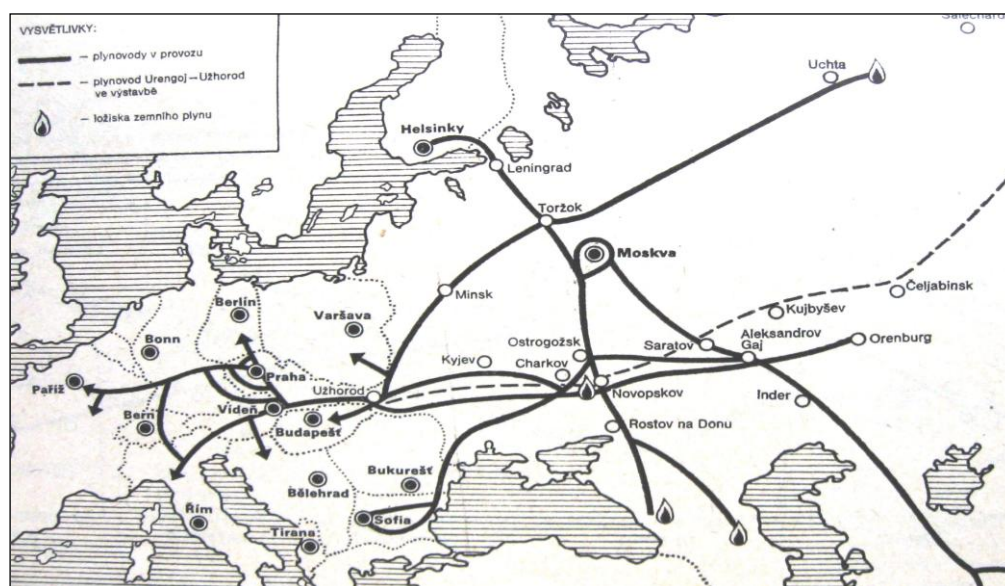 VYSVĚTLIVKY:
– plynovody v provozu
– plynovod Urengoj—Užhorod
ve výstavbě
– ložiska zemního plynu
Salechard
Uchta
Helsinky
Leningrad
Toržok
Moskva
Minsk
Čeljabinsk
Kujbyšev
Berlín
Varšava
Bonn
Ostrogožsk
Saratov
Aleksandrov
Gaj
Orenburg
Kyjev
Charkov
Paříž
Praha
Užhorod
Novopskov
Inder
Bern
Vídeň
Budapešť
Rostov na Donu
Bukurešť
Bělehrad
Řím
Sofia
Tirana